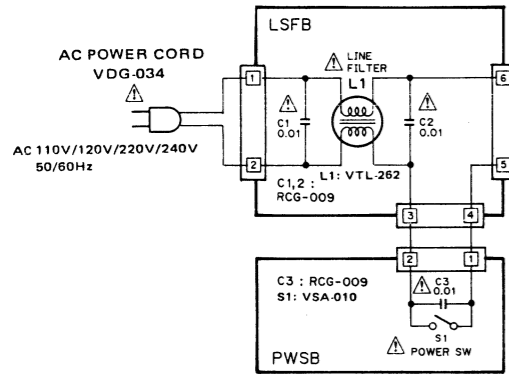 LSFB
AC POWER CORD
VDG-034
LINE
FILTER
L1
1
6
C1
0.01
C2
0.01
AC 110V/120V/220V/240V
50/60Hz
2
5
L1: VTL-262
C1,2 :
RCG-009
3
4
2
1
C3 : RCG-009
S1: VSA-010
C3
0.01
S1
POWER SW
PWSB